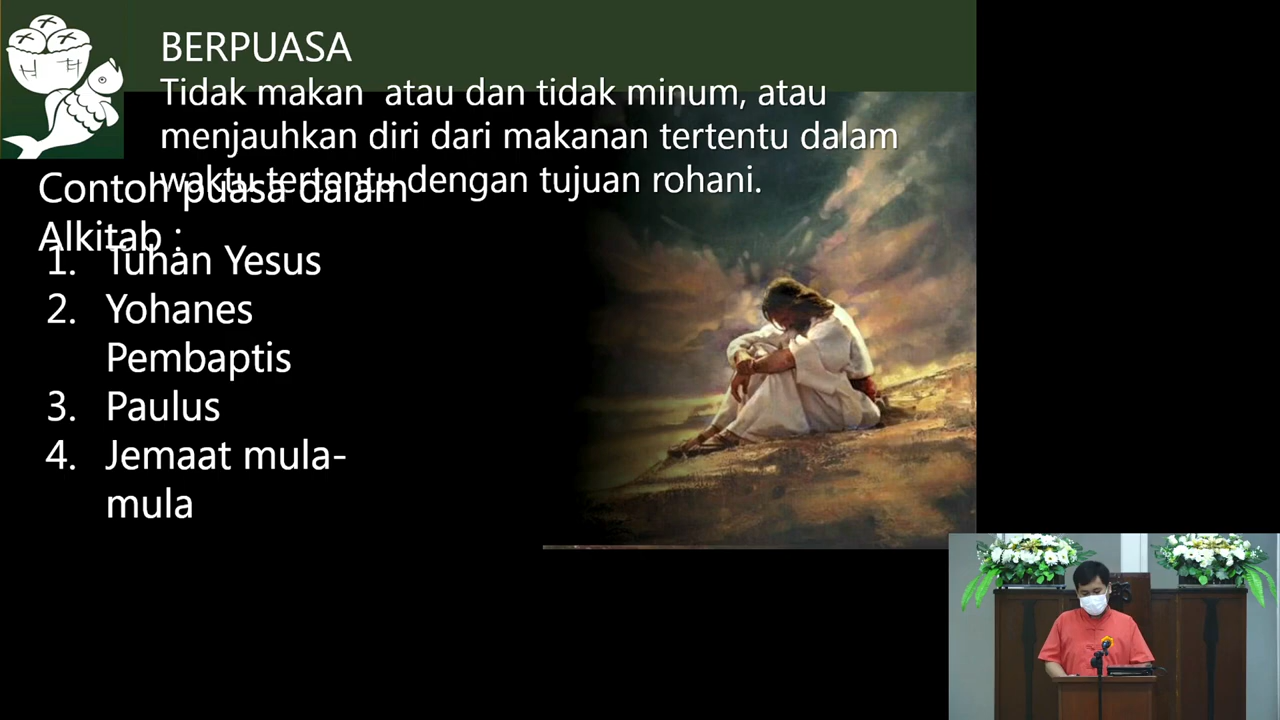 BERPUASA
Tidak makan  atau dan tidak minum, atau
menjauhkan diri dari makanan tertentu dalam
waktu tertentu dengan tujuan rohani.
Contoh puasa dalam
Alkitab :
1. Tuhan Yesus
2. Yohanes
Pembaptis
3. Paulus
4. Jemaat mula-
mula